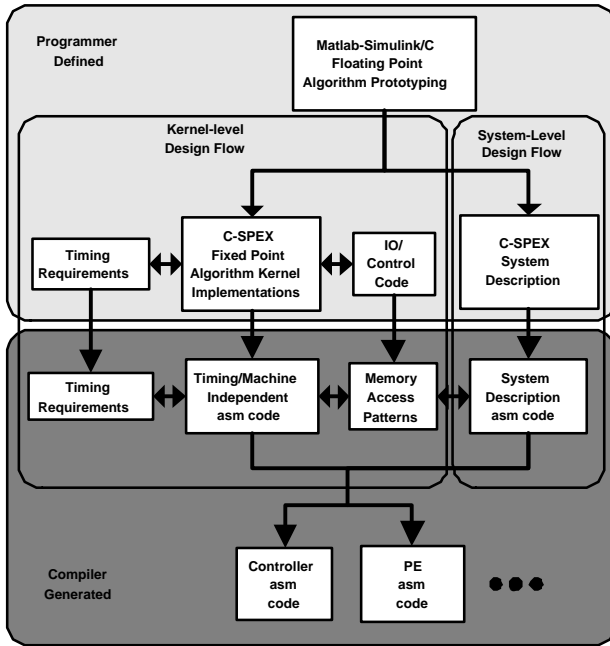 Programmer
Defined
Matlab-Simulink/C
Floating Point
Algorithm Prototyping
Kernel-level
Design Flow
System-Level
Design Flow
Timing
Requirements
C-SPEX
Fixed Point
Algorithm Kernel
Implementations
IO/
Control
Code
C-SPEX
System
Description
Timing
Requirements
Timing/Machine
Independent
asm code
Memory
Access
Patterns
System
Description
asm code
Compiler
Generated
Controller
asm
code
PE
asm
code